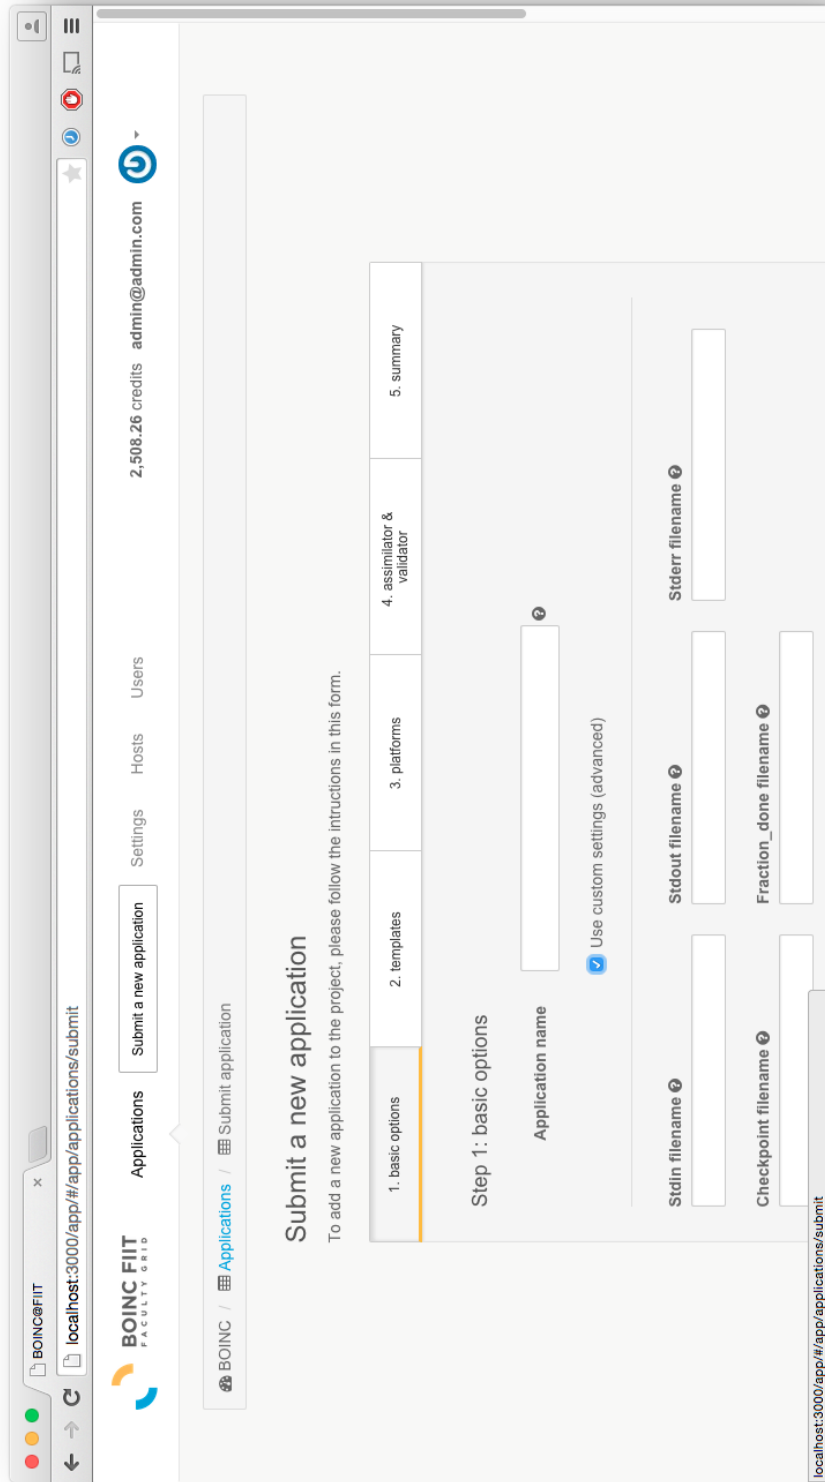 BOINC@FIIT
localhost:3000/app/#/app/applications/submit
BOINC FIIT
FACULTY GRID
Applications
Submit a new application
Settings
Hosts
Users
2,508.26 credits admin@admin.com
BOINC / Applications / Submit application
Submit a new application
To add a new application to the project, please follow the intructions in this form.
1. basic options
2. templates
3. platforms
4. assimilator &
validator
5. summary
Step 1: basic options
Application name
Use custom settings (advanced)
Stdin filename
Stdout filename
Stderr filename
Checkpoint filename
Fraction_done filename
localhost:3000/app/#/app/applications/submit